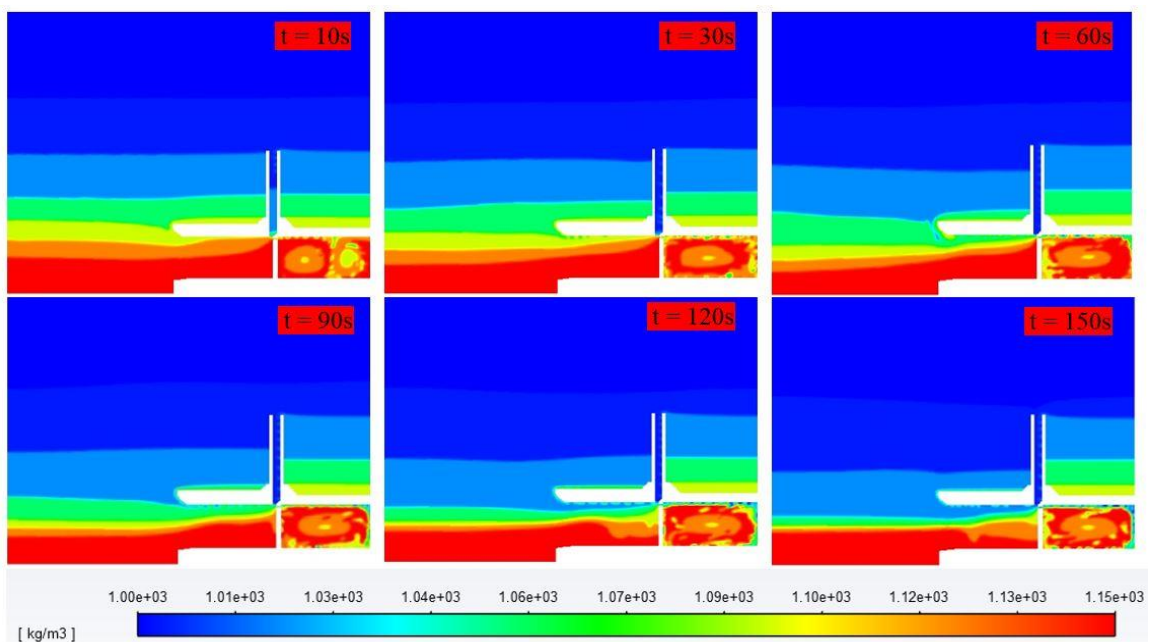 t = 10s
t = 30s
t = 60s
t = 90s
t = 120s
t = 150s
1.00e+03 1.01e+03 1.03e+03 1.04e+03 1.06e+03 1.07e+03 1.09e+03 1.10e+03 1.12e+03 1.13e+03 1.15e+03
[ kg/m3 ]